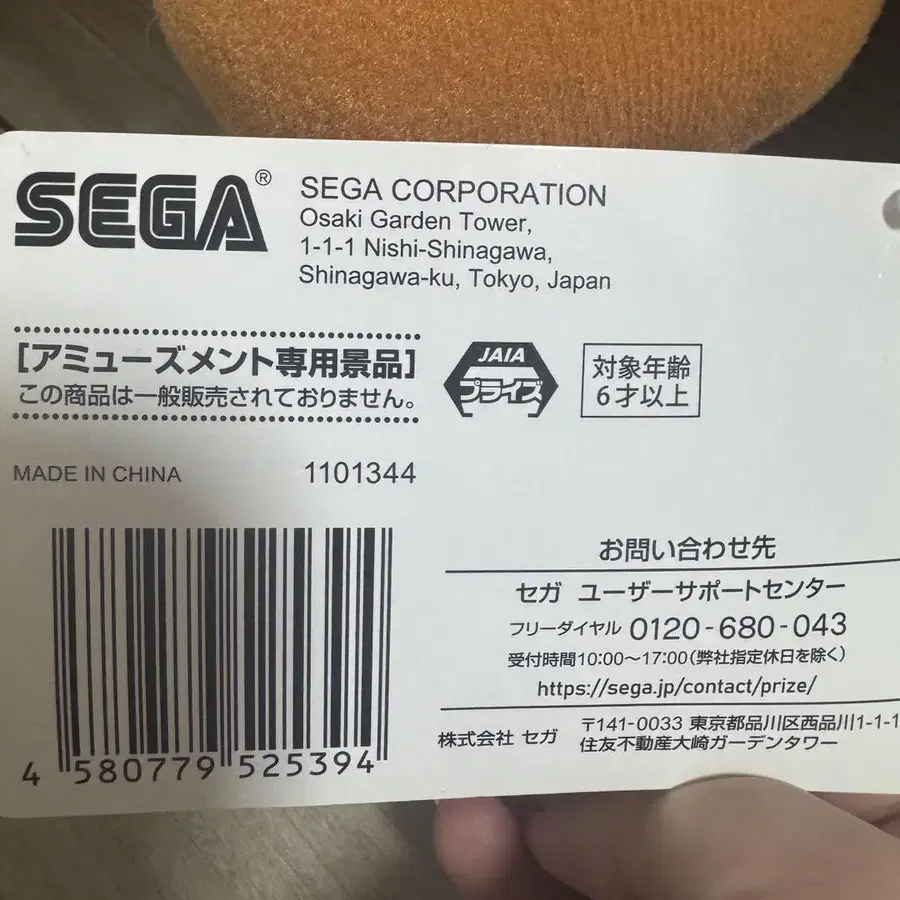 SEGA®
SEGA CORPORATION
Osaki Garden Tower,
1-1-1 Nishi-Shinagawa,
Shinagawa-ku, Tokyo, Japan
[アミューズメント専用景品]
この商品は一般販売されておりません。
JAIA
プライズ
対象年齢
6才以上
MADE IN CHINA 1101344
4 580779 525394
お問い合わせ先
セガ ユーザーサポートセンター
フリーダイヤル 0120-680-043
受付時間10:00～17:00(弊社指定休日を除く)
https://sega.jp/contact/prize/
株式会社 セガ
〒141-0033 東京都品川区西品川1-1-1
住友不動産大崎ガーデンタワー